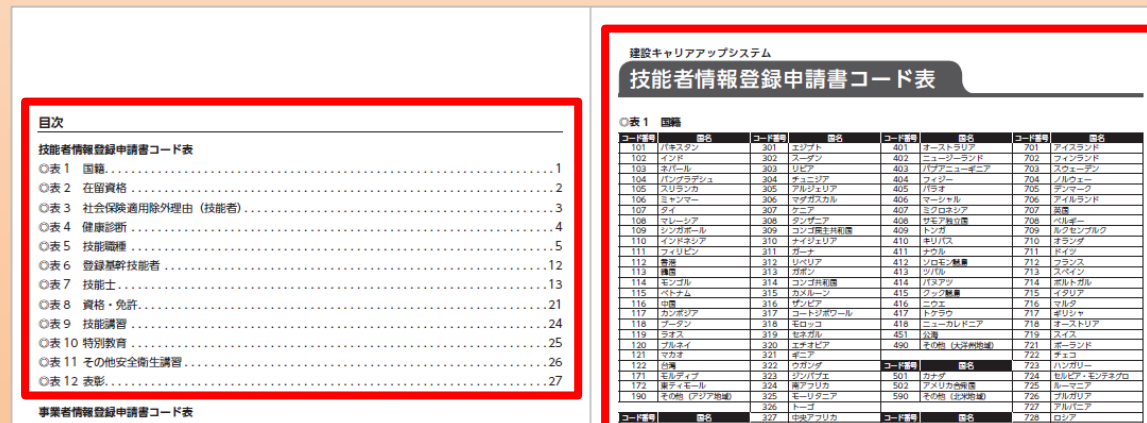 目次
技能者情報登録申請書コード表
◎表1 国籍......1
◎表2 在留資格......2
◎表3 社会保険適用除外理由(技能者)......3
◎表4 健康診断......4
◎表5 技能職種......5
◎表6 登録基幹技能者......12
◎表7 技能士......13
◎表8 資格・免許......21
◎表9 技能講習......24
◎表10 特別教育......25
◎表11 その他安全衛生講習......26
◎表12 表彰......27
事業者情報登録申請書コード表
建設キャリアアップシステム
技能者情報登録申請書コード表
◎表1 国籍
コード番号 国名 コード番号 国名 コード番号 国名 コード番号 国名
101 パキスタン 301 エジプト 401 オーストラリア 701 アイスランド
102 インド 302 スーダン 402 ニュージーランド 702 フィンランド
103 ネパール 303 リビア 403 パプアニューギニア 703 スウェーデン
104 バングラデシュ 304 チュニジア 404 フィジー 704 ノルウェー
105 スリランカ 305 アルジェリア 405 パラオ 705 デンマーク
106 ミャンマー 306 マダガスカル 406 マーシャル 706 アイルランド
107 タイ 307 ケニア 407 ミクロネシア 707 英国
108 マレーシア 308 タンザニア 408 サモア独立国 708 ベルギー
109 シンガポール 309 コンゴ民主共和国 409 トンガ 709 ルクセンブルク
110 インドネシア 310 ナイジェリア 410 キリバス 710 オランダ
111 フィリピン 311 ガーナ 411 ナウル 711 ドイツ
112 香港 312 リベリア 412 ソロモン諸島 712 フランス
113 韓国 313 ガボン 413 ツバル 713 スペイン
114 モンゴル 314 コンゴ共和国 414 バヌアツ 714 ポルトガル
115 ベトナム 315 カメルーン 415 クック諸島 715 イタリア
116 中国 316 ザンビア 416 ニウエ 716 マルタ
117 カンボジア 317 コートジボワール 417 トケラウ 717 ギリシャ
118 ブータン 318 モロッコ 418 ニューカレドニア 718 オーストリア
119 ラオス 319 セネガル 451 公海 719 スイス
120 ブルネイ 320 エチオピア 490 その他(大洋州地域) 721 ポーランド
121 マカオ 321 ギニア 722 チェコ
122 台湾 322 ウガンダ コード番号 国名 723 ハンガリー
171 モルディブ 323 ジンバブエ 501 カナダ 724 セルビア・モンテネグロ
172 東ティモール 324 南アフリカ 502 アメリカ合衆国 725 ルーマニア
190 その他(アジア地域) 325 モーリタニア 590 その他(北米地域) 726 ブルガリア
326 トーゴ 727 アルバニア
コード番号 国名 327 中央アフリカ コード番号 国名 728 ロシア